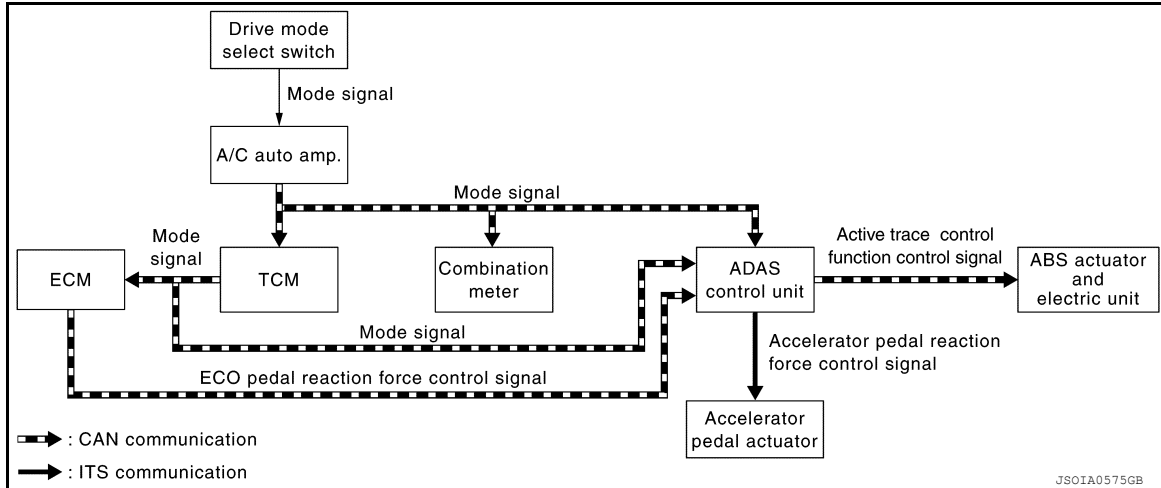 Drive mode
select switch
Mode signal
A/C auto amp.
Mode signal
Mode
signal
ECM
TCM
Combination
meter
ADAS
control unit
Active trace control
function control signal
ABS actuator
and
electric unit
Mode signal
ECO pedal reaction force control signal
Accelerator pedal reaction
force control signal
Accelerator
pedal actuator
: CAN communication
: ITS communication
JSOIA0575GB